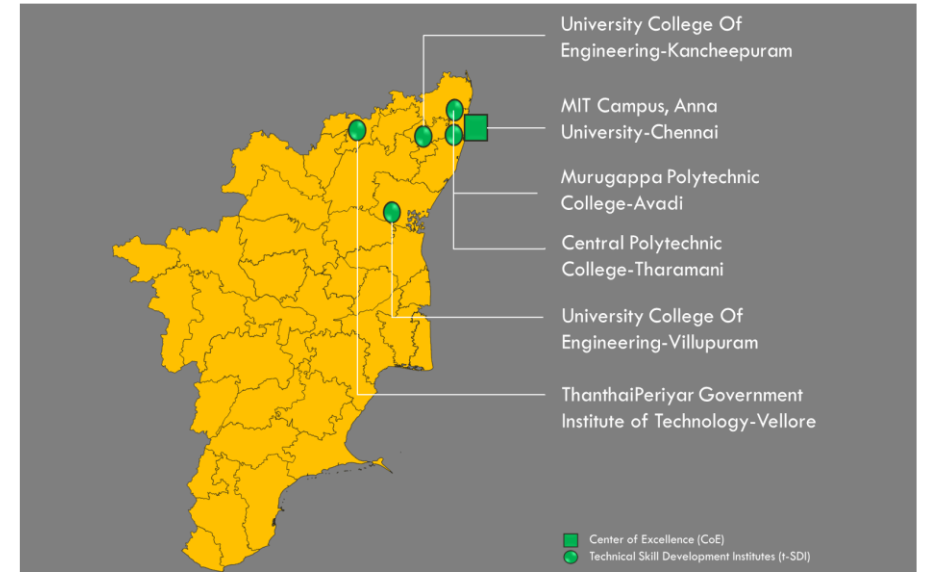 University College Of
Engineering-Kancheepuram
MIT Campus, Anna
University-Chennai
Murugappa Polytechnic
College-Avadi
Central Polytechnic
College-Tharamani
University College Of
Engineering-Villupuram
ThanthaiPeriyar Government
Institute of Technology-Vellore
Center of Excellence (CoE)
Technical Skill Development Institutes (t-SDI)